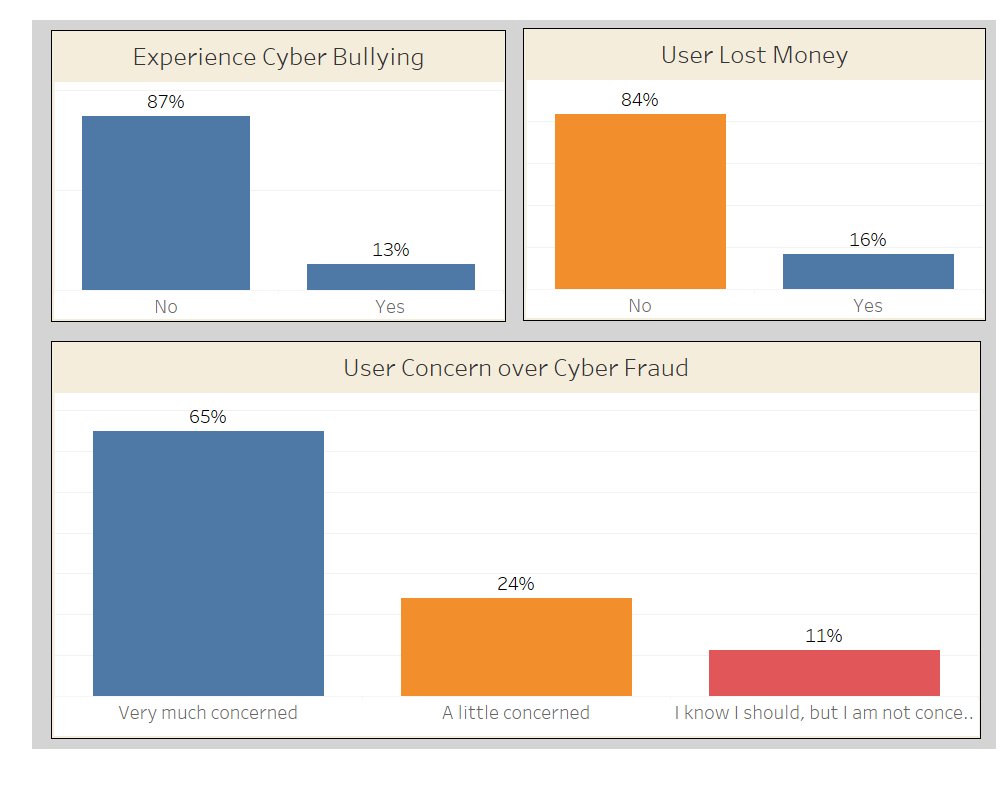 Experience Cyber Bullying
87%
13%
No
Yes
User Lost Money
84%
16%
No
Yes
User Concern over Cyber Fraud
65%
24%
11%
Very much concerned
A little concerned
I know I should, but I am not conce..